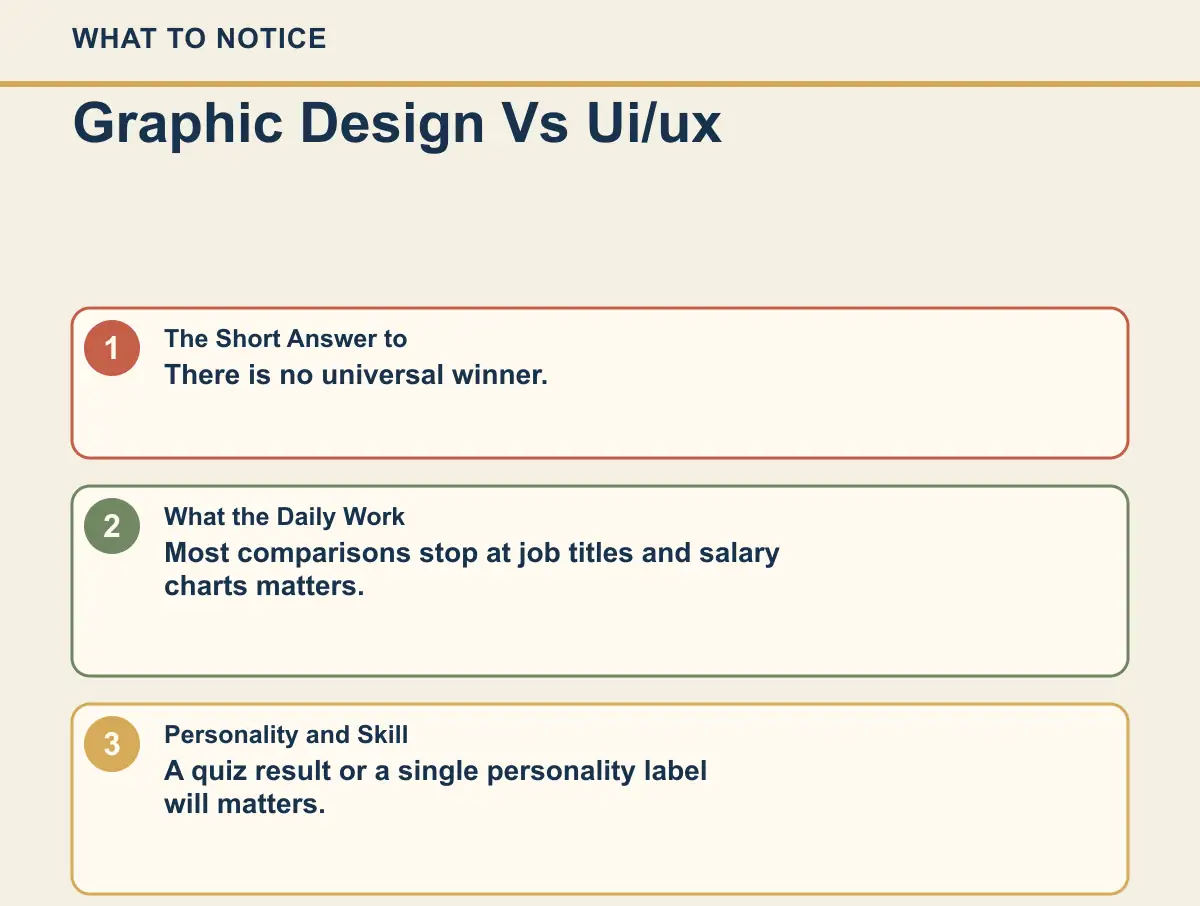 WHAT TO NOTICE
Graphic Design Vs Ui/ux
1
The Short Answer to
There is no universal winner.
2
What the Daily Work
Most comparisons stop at job titles and salary
charts matters.
3
Personality and Skill
A quiz result or a single personality label
will matters.